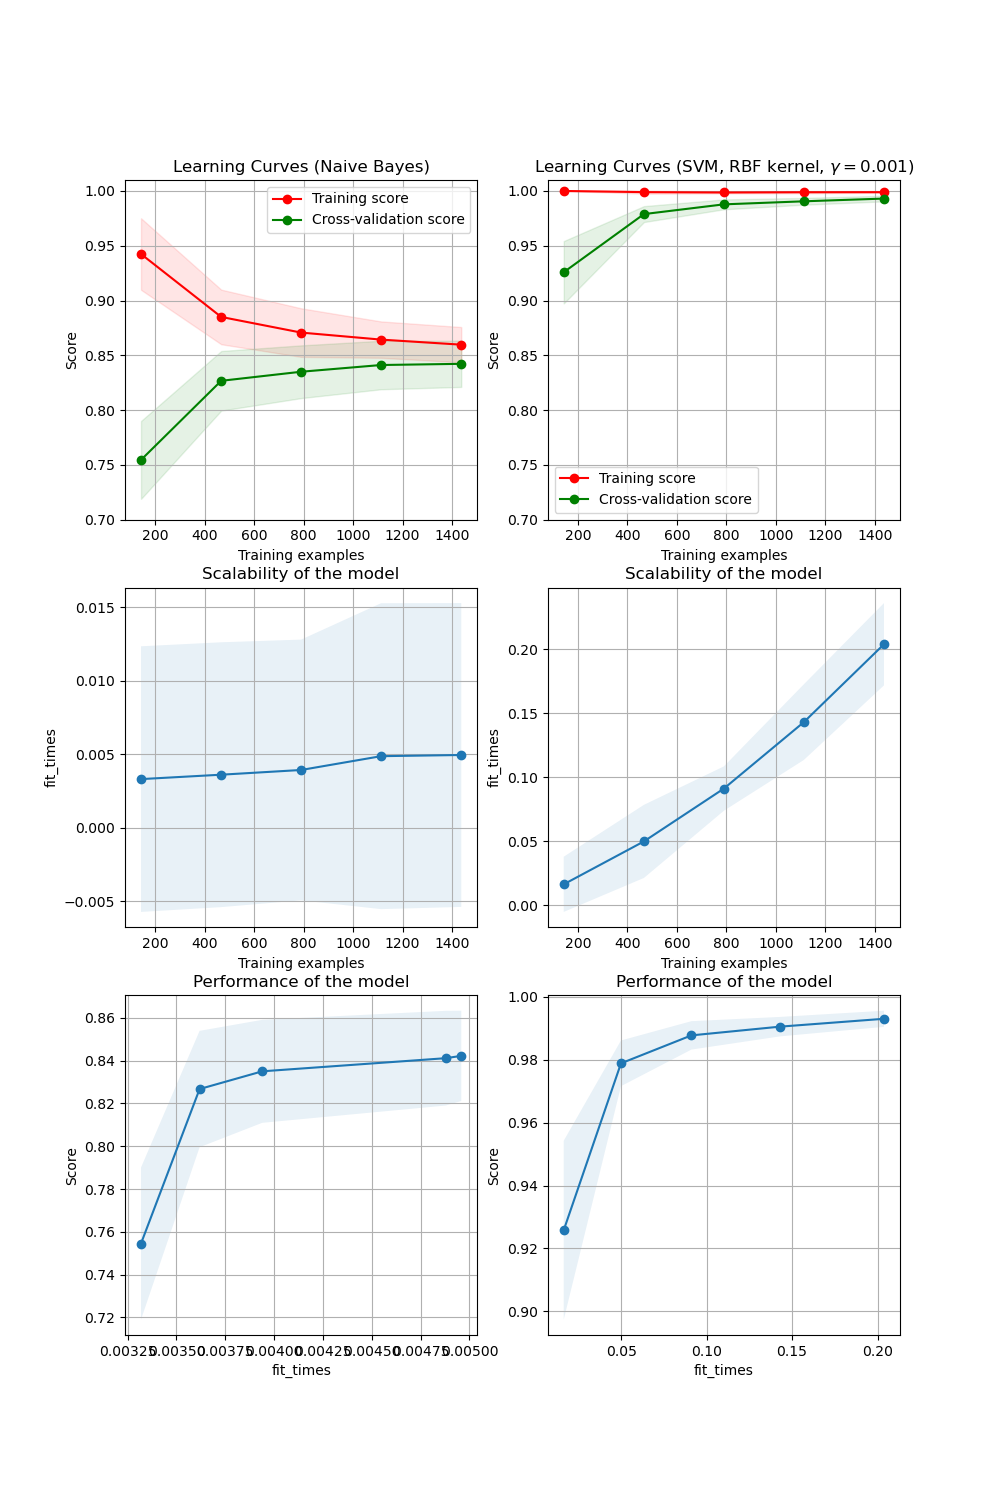 Learning Curves (Naive Bayes)
1.00
0.95
0.90
0.85
0.80
0.75
0.70
Score
Training score
Cross-validation score
200 400 600 800 1000 1200 1400
Training examples
Learning Curves (SVM, RBF kernel, γ = 0.001)
1.00
0.95
0.90
0.85
0.80
0.75
0.70
Score
Training score
Cross-validation score
200 400 600 800 1000 1200 1400
Training examples
Scalability of the model
0.015
0.010
0.005
0.000
−0.005
fit_times
200 400 600 800 1000 1200 1400
Training examples
Scalability of the model
0.20
0.15
0.10
0.05
0.00
fit_times
200 400 600 800 1000 1200 1400
Training examples
Performance of the model
0.86
0.84
0.82
0.80
0.78
0.76
0.74
0.72
Score
0.00325 0.00350 0.00375 0.00400 0.00425 0.00450 0.00475 0.00500
fit_times
Performance of the model
1.00
0.98
0.96
0.94
0.92
0.90
Score
0.05 0.10 0.15 0.20
fit_times